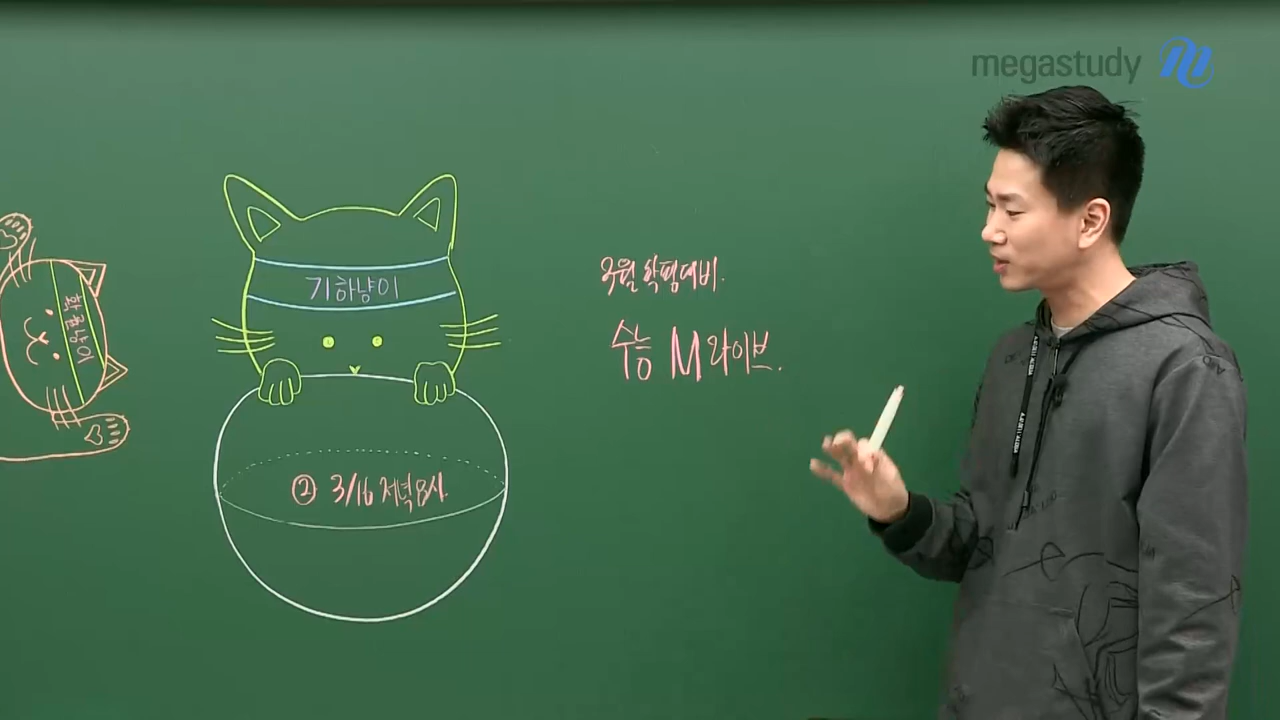 megastudy
확률냥이
기하냥이
3월 학평대비.
수능 M라이브.
② 3/16 저녁8시.